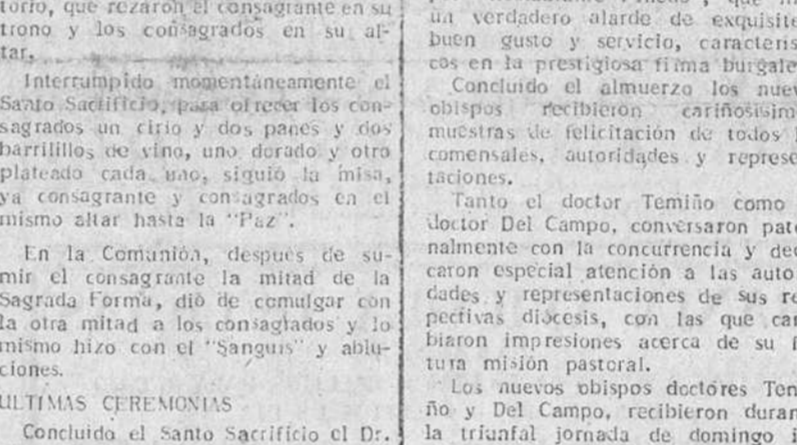 torio, que rezaron el consagrante en su
trono y los consagrados en su al-
tar.
Interrumpido momentáneamente el
Santo Sacrificio, para ofrecer los con-
sagrados un cirio y dos panes y dos
barrilillos de vino, uno dorado y otro
plateado cada uno, siguió la misa,
ya consagrante y consagrados en el
mismo altar hasta la "Paz".
En la Comunión, después de su-
mir el consagrante la mitad de la
Sagrada Forma, dió de comulgar con
la otra mitad a los consagrados y lo
mismo hizo con el "Sanguis" y ablu-
ciones.
ULTIMAS CEREMONIAS
Concluido el Santo Sacrificio el Dr.
un verdadero alarde de exquisite
buen gusto y servicio, caracterís
cos en la prestigiosa firma burgale
Concluido el almuerzo los nuev
obispos recibieron cariñosísim
muestras de felicitación de todos
comensales, autoridades y represe
taciones.
Tanto el doctor Temiño como
doctor Del Campo, conversaron pate
nalmente con la concurrencia y dedi
caron especial atención a las auto
dades y representaciones de sus re
pectivas diócesis, con las que cam
biaron impresiones acerca de su f
tura misión pastoral.
Los nuevos obispos doctores Tem
ño y Del Campo, recibieron duran
la triunfal jornada de domingo i